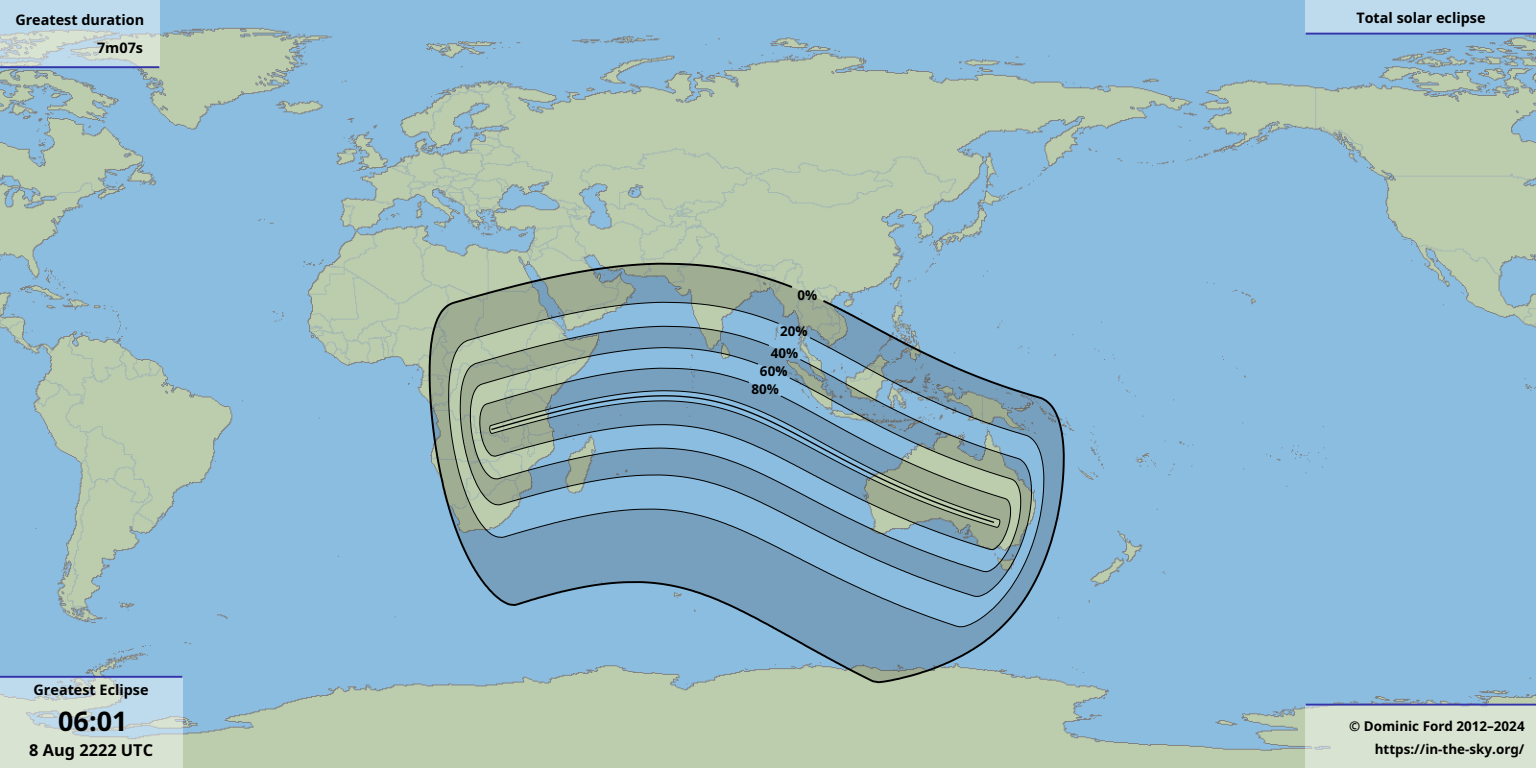 Greatest duration
7m07s
Total solar eclipse
0%
20%
40%
60%
80%
Greatest Eclipse
06:01
8 Aug 2222 UTC
© Dominic Ford 2012–2024
https://in-the-sky.org/